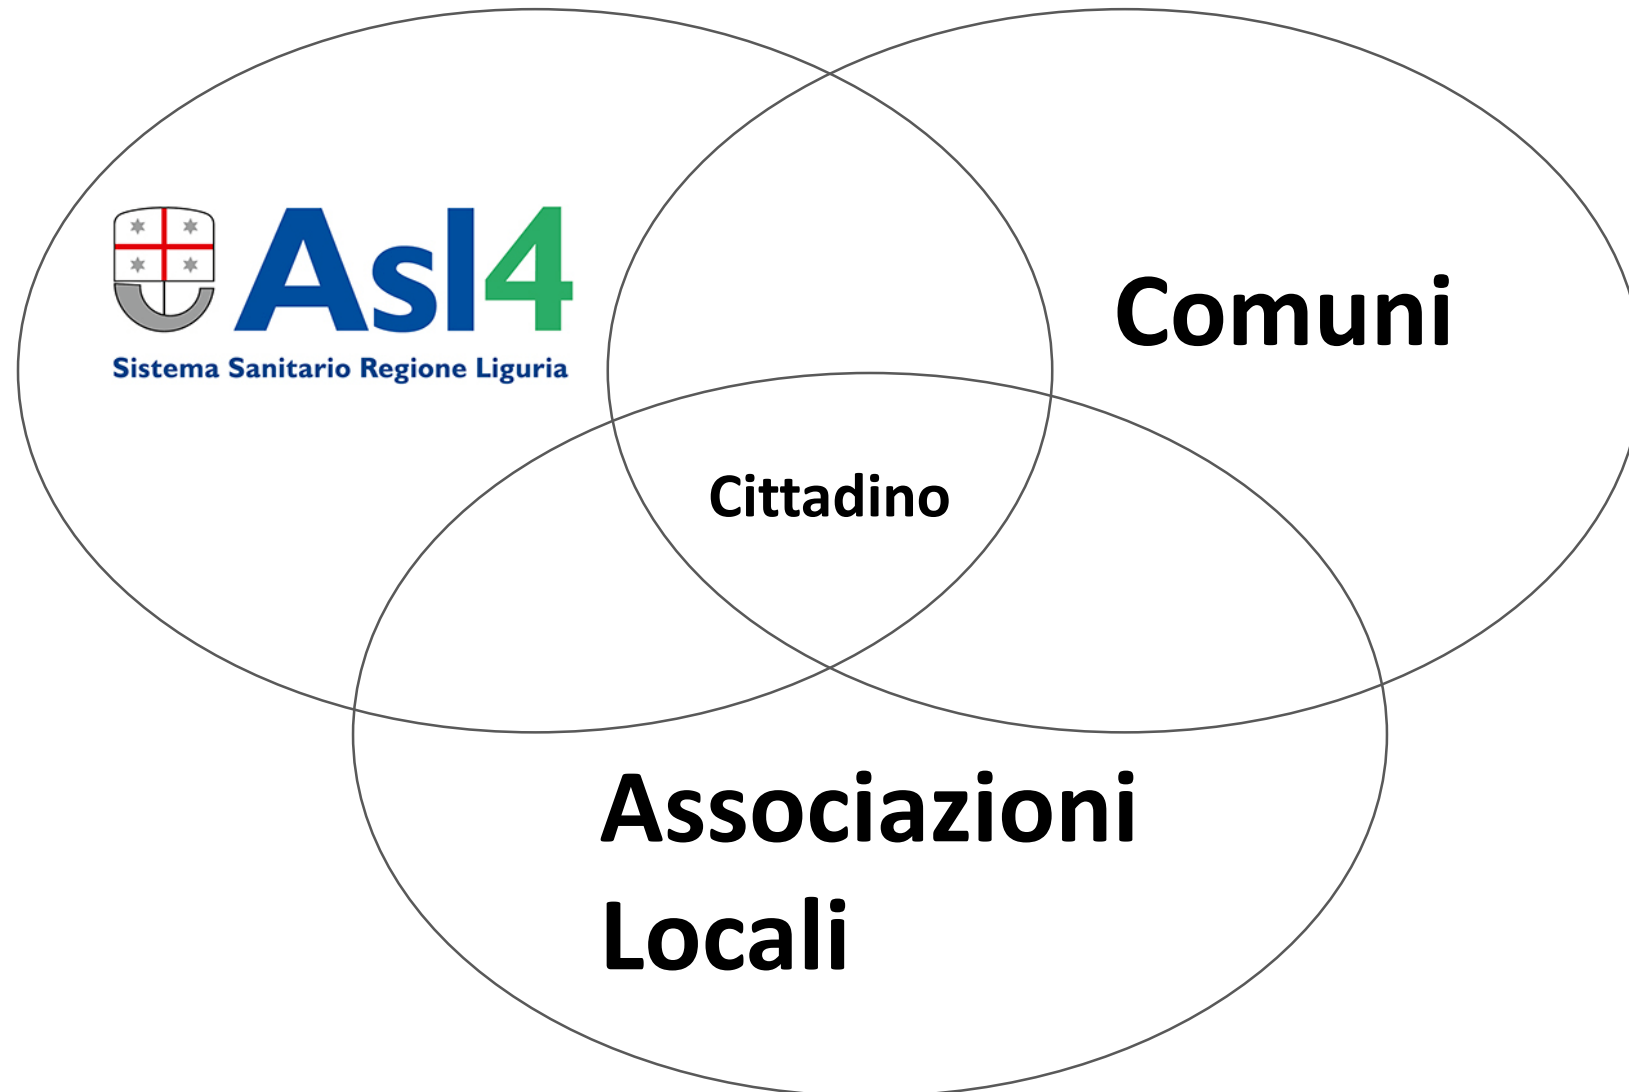 Asl4
Sistema Sanitario Regione Liguria
Comuni
Cittadino
Associazioni
Locali